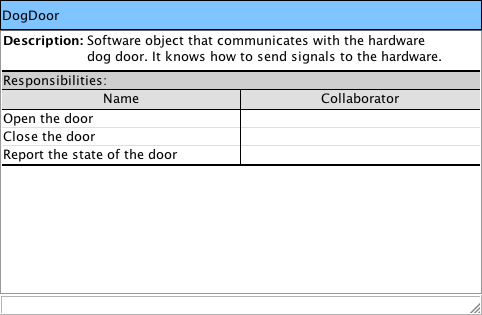 DogDoor
Description: Software object that communicates with the hardware
dog door. It knows how to send signals to the hardware.
Responsibilities:
Name Collaborator
Open the door
Close the door
Report the state of the door